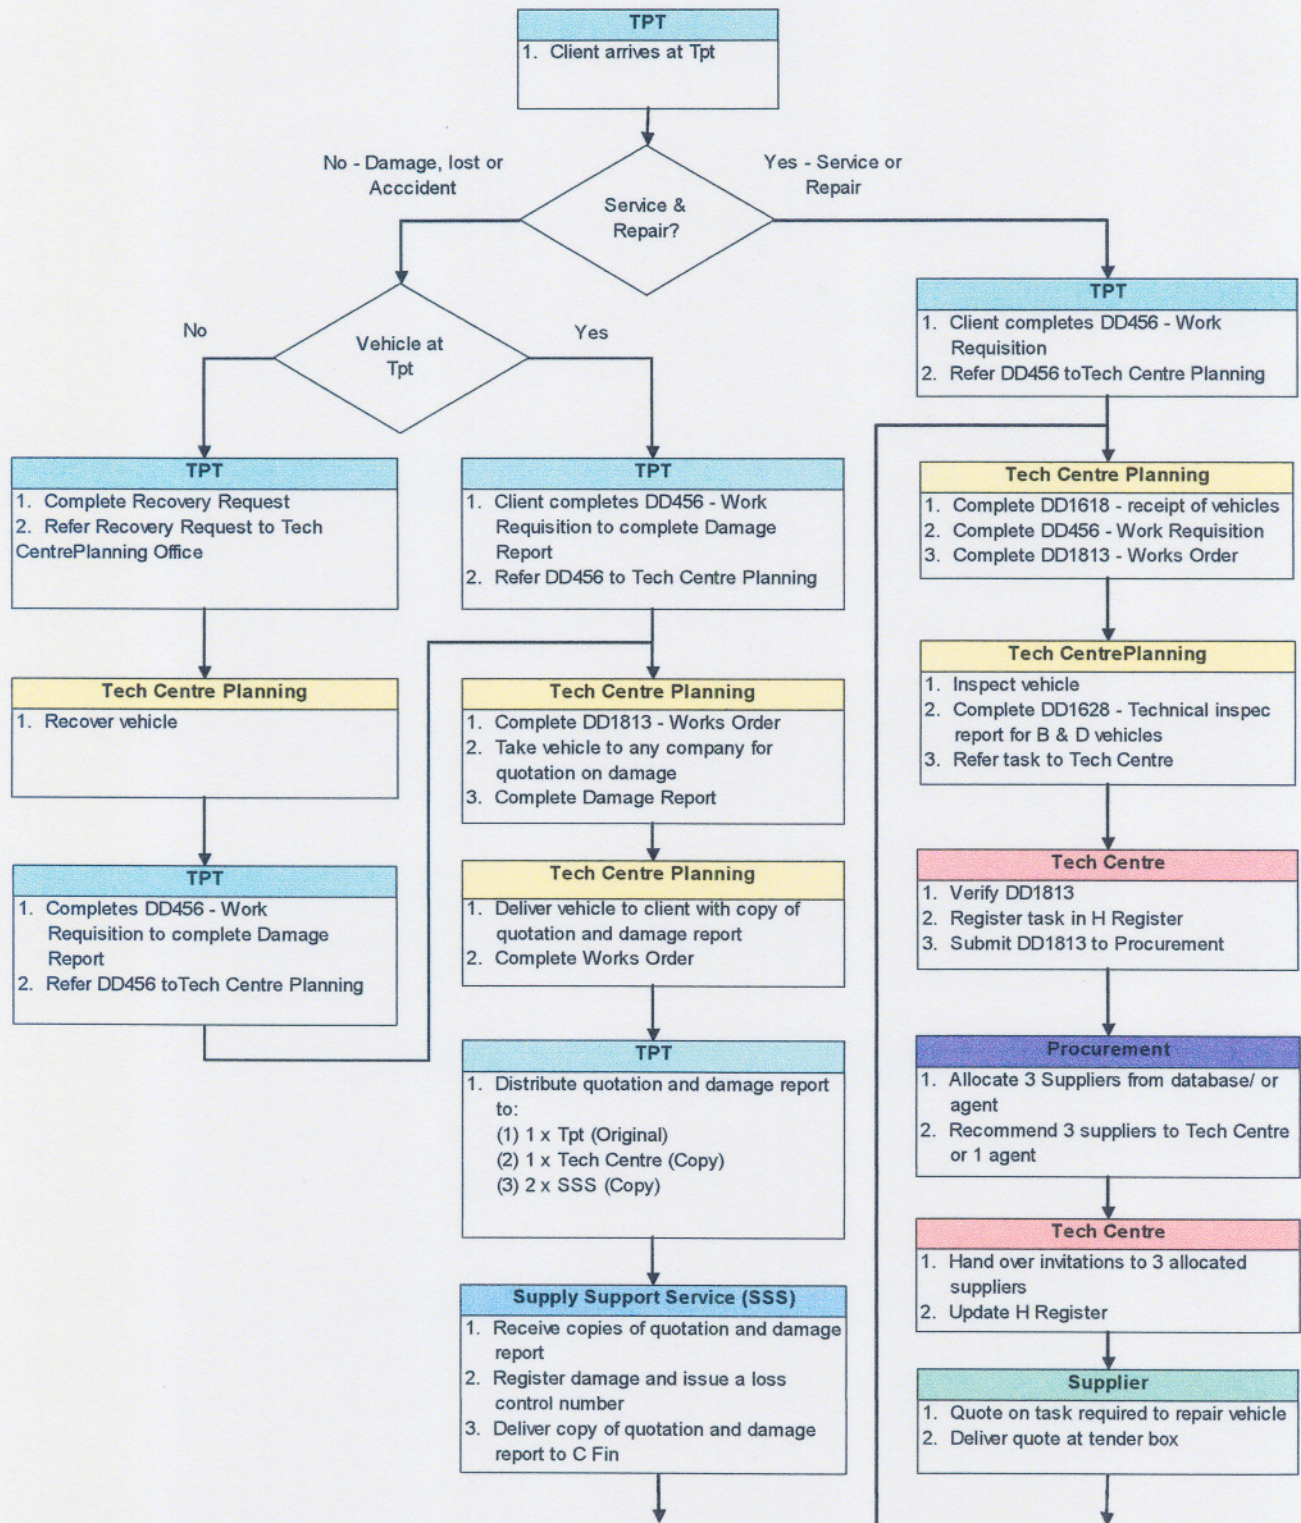 TPT
1. Client arrives at Tpt
No - Damage, lost or
Acccident
Yes - Service or
Repair
Service &
Repair?
No
Vehicle at
Tpt
Yes
TPT
1. Client completes DD456 - Work
Requisition
2. Refer DD456 toTech Centre Planning
TPT
1. Complete Recovery Request
2. Refer Recovery Request to Tech
CentrePlanning Office
TPT
1. Client completes DD456 - Work
Requisition to complete Damage
Report
2. Refer DD456 to Tech Centre Planning
Tech Centre Planning
1. Complete DD1618 - receipt of vehicles
2. Complete DD456 - Work Requisition
3. Complete DD1813 - Works Order
Tech Centre Planning
1. Recover vehicle
Tech Centre Planning
1. Complete DD1813 - Works Order
2. Take vehicle to any company for
quotation on damage
3. Complete Damage Report
Tech CentrePlanning
1. Inspect vehicle
2. Complete DD1628 - Technical inspec
report for B & D vehicles
3. Refer task to Tech Centre
TPT
1. Completes DD456 - Work
Requisition to complete Damage
Report
2. Refer DD456 toTech Centre Planning
Tech Centre Planning
1. Deliver vehicle to client with copy of
quotation and damage report
2. Complete Works Order
Tech Centre
1. Verify DD1813
2. Register task in H Register
3. Submit DD1813 to Procurement
TPT
1. Distribute quotation and damage report
to:
(1) 1 x Tpt (Original)
(2) 1 x Tech Centre (Copy)
(3) 2 x SSS (Copy)
Procurement
1. Allocate 3 Suppliers from database/ or
agent
2. Recommend 3 suppliers to Tech Centre
or 1 agent
Tech Centre
1. Hand over invitations to 3 allocated
suppliers
2. Update H Register
Supply Support Service (SSS)
1. Receive copies of quotation and damage
report
2. Register damage and issue a loss
control number
3. Deliver copy of quotation and damage
report to C Fin
Supplier
1. Quote on task required to repair vehicle
2. Deliver quote at tender box